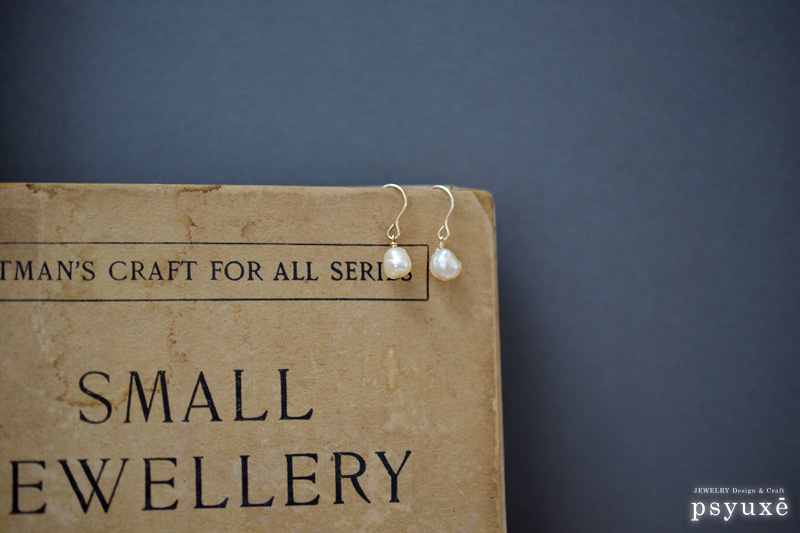 TMAN'S CRAFT FOR ALL SERIES
SMALL
EWELLERY
JEWELRY Design & Craft
psyuxē